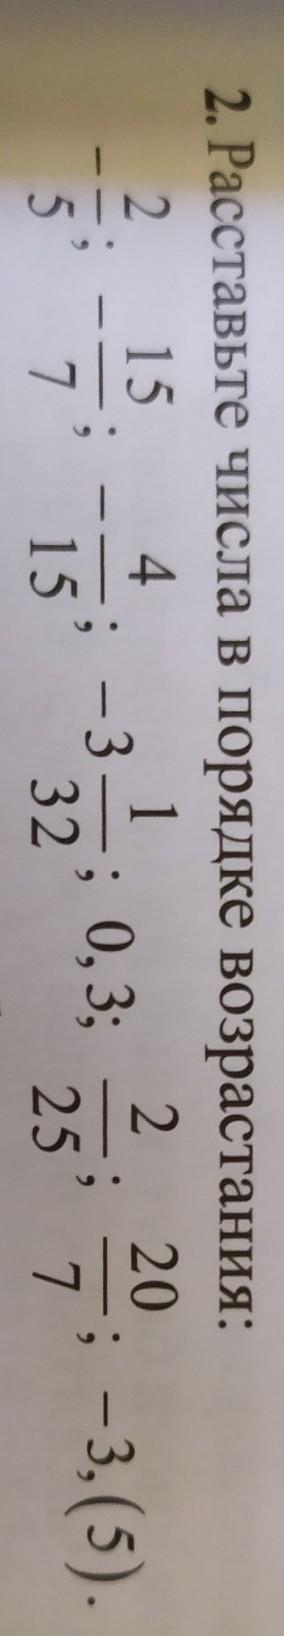 2. Расставьте числа в порядке возрастания:
-2/5; -15/7; -4/15; -3 1/32; 0,3; 2/25; 20/7; -3,(5).